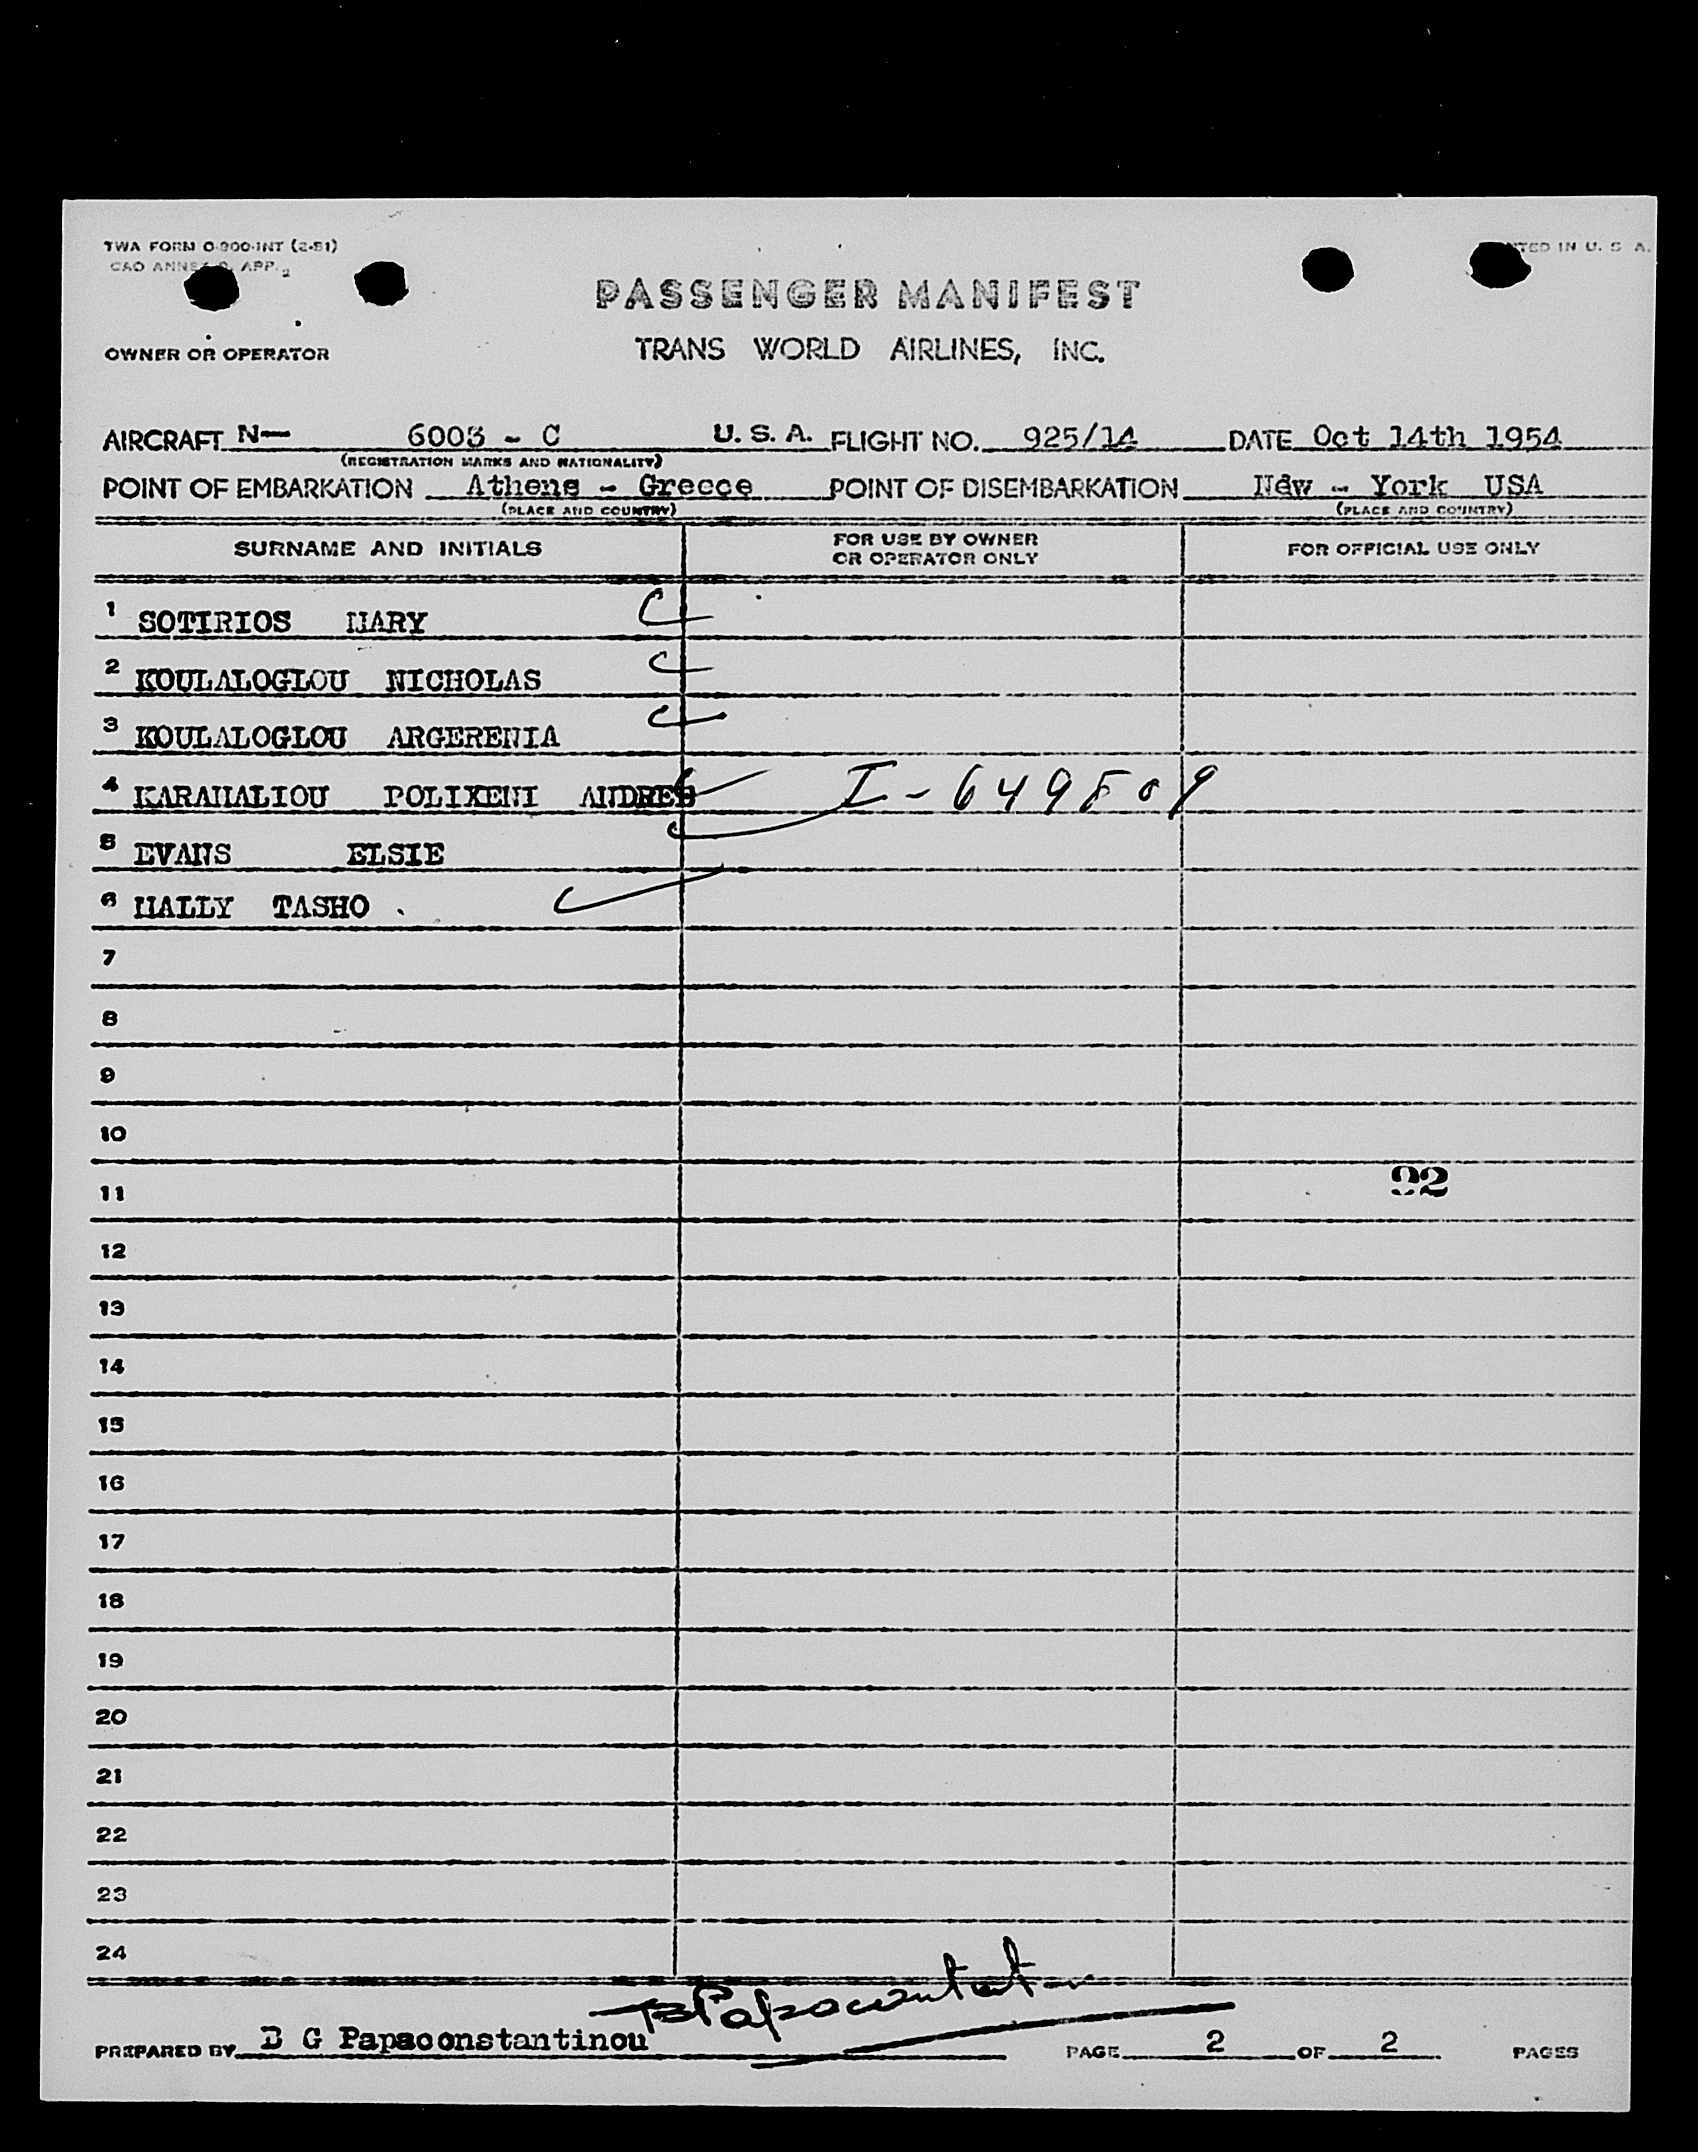 TWA FORM O-900-INT (2-51)
PRINTED IN U. S. A.
PASSENGER MANIFEST
OWNER OR OPERATOR
TRANS WORLD AIRLINES, INC.
AIRCRAFT N- 6003 - C U. S. A. FLIGHT NO. 925/14 DATE Oct 14th 1954
(REGISTRATION MARKS AND NATIONALITY)
POINT OF EMBARKATION Athens - Greece POINT OF DISEMBARKATION New - York USA
(PLACE AND COUNTRY) (PLACE AND COUNTRY)
SURNAME AND INITIALS
FOR USE BY OWNER
OR OPERATOR ONLY
FOR OFFICIAL USE ONLY
1 SOTIRIOS MARY
2 KOULALOGLOU NICHOLAS
3 KOULALOGLOU ARGERENIA
4 KARAMALIOU POLIXENI ANDREB I-649
5 EVANS ELSIE
6 MALLY TASHO .
7
8
9
10
11 92
12
13
14
15
16
17
18
19
20
21
22
23
24
PREPARED BY B G Papaconstantinou PAGE 2 OF 2 PAGES